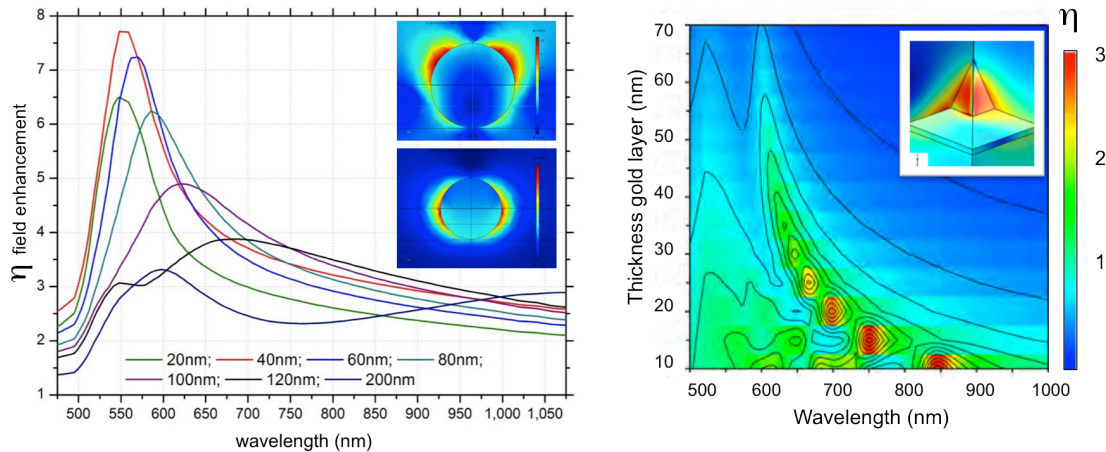 8
7
6
5
4
3
2
1
η field enhancement
500 550 600 650 700 750 800 850 900 950 1,000 1,050
wavelength (nm)
20nm; 40nm; 60nm; 80nm;
100nm; 120nm; 200nm
70
60
50
40
30
20
10
Thickness gold layer (nm)
500 600 700 800 900 1000
Wavelength (nm)
η
3
2
1